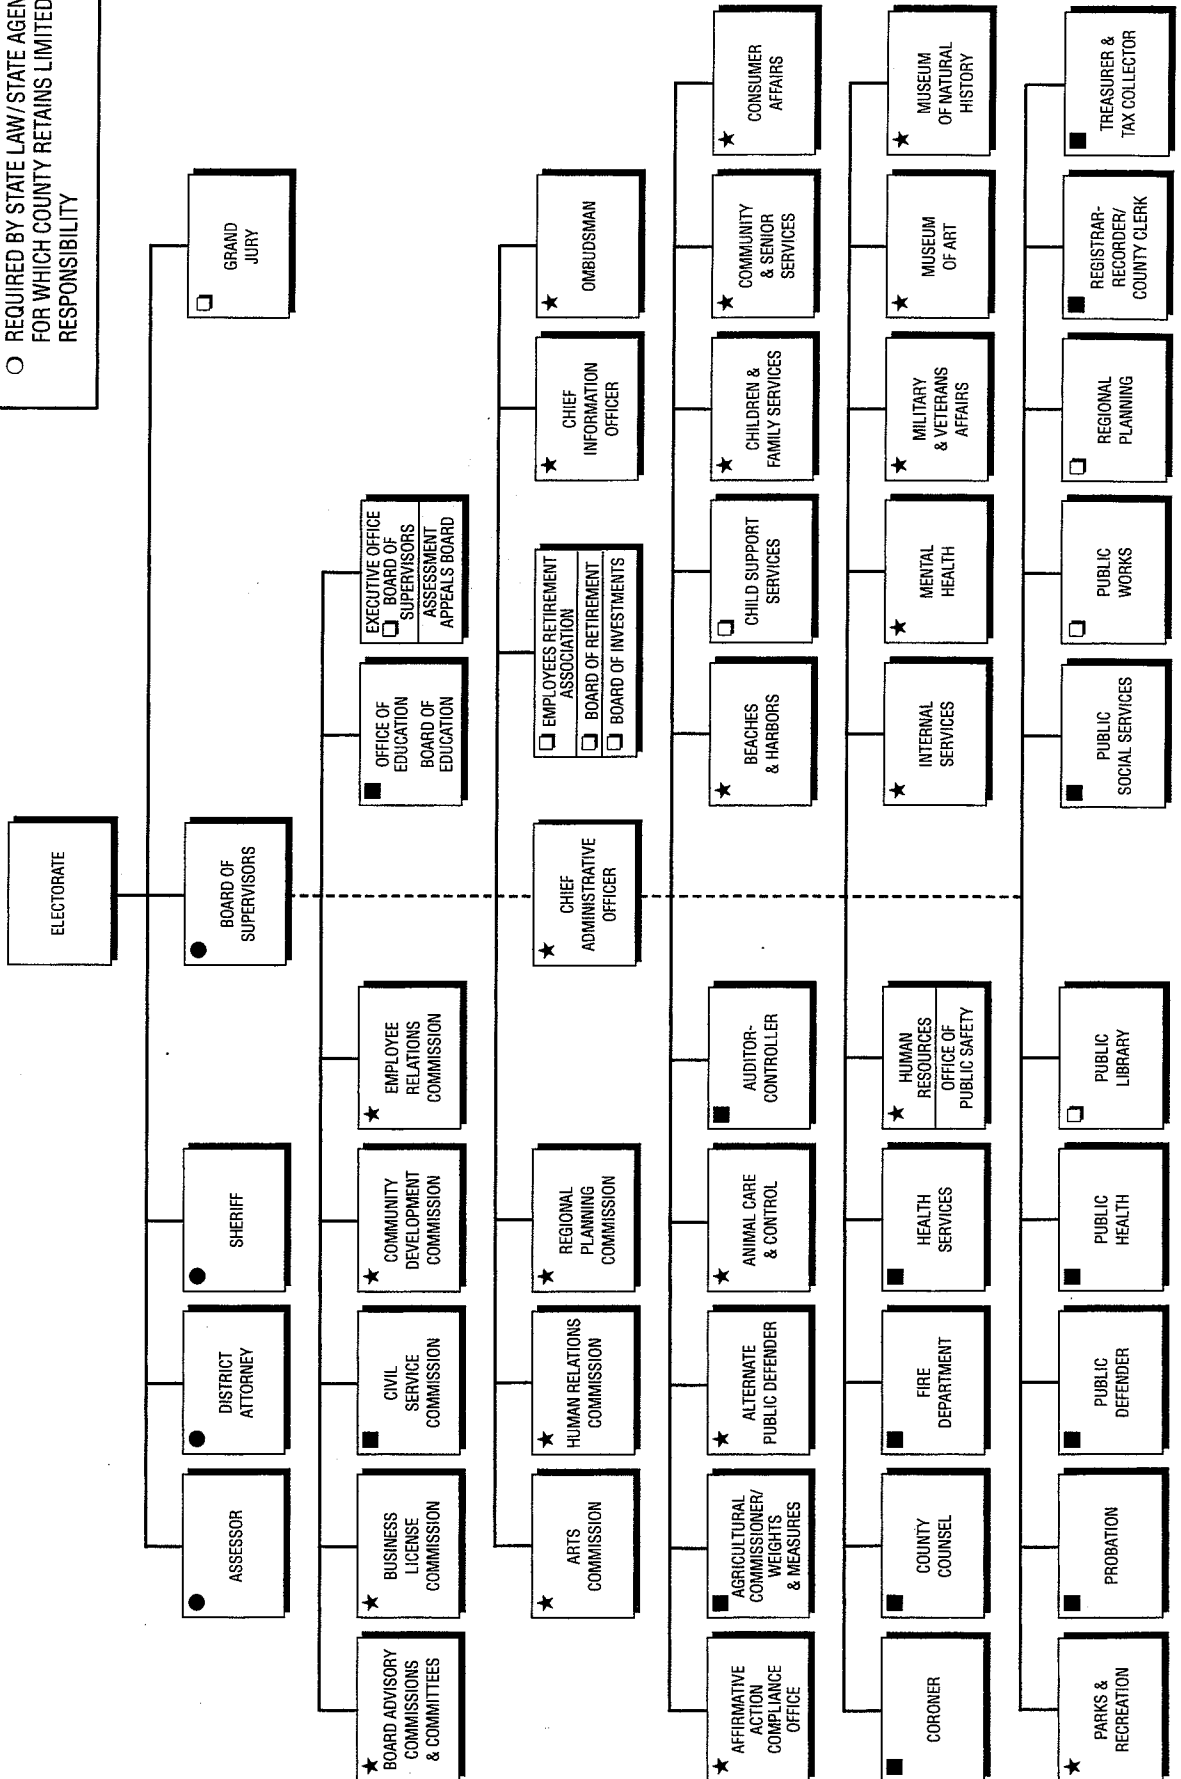 ○ REQUIRED BY STATE LAW/STATE AGEN
FOR WHICH COUNTY RETAINS LIMITED
RESPONSIBILITY
ELECTORATE
ASSESSOR
DISTRICT
ATTORNEY
SHERIFF
BOARD OF
SUPERVISORS
GRAND
JURY
BOARD ADVISORY
COMMISSIONS
& COMMITTEES
BUSINESS
LICENSE
COMMISSION
CIVIL
SERVICE
COMMISSION
COMMUNITY
DEVELOPMENT
COMMISSION
EMPLOYEE
RELATIONS
COMMISSION
OFFICE OF
EDUCATION
BOARD OF
EDUCATION
EXECUTIVE OFFICE
BOARD OF
SUPERVISORS
ASSESSMENT
APPEALS BOARD
ARTS
COMMISSION
HUMAN RELATIONS
COMMISSION
REGIONAL
PLANNING
COMMISSION
CHIEF
ADMINISTRATIVE
OFFICER
EMPLOYEES RETIREMENT
ASSOCIATION
BOARD OF RETIREMENT
BOARD OF INVESTMENTS
CHIEF
INFORMATION
OFFICER
OMBUDSMAN
AFFIRMATIVE
ACTION
COMPLIANCE
OFFICE
AGRICULTURAL
COMMISSIONER/
WEIGHTS
& MEASURES
ALTERNATE
PUBLIC DEFENDER
ANIMAL CARE
& CONTROL
AUDITOR-
CONTROLLER
BEACHES
& HARBORS
CHILD SUPPORT
SERVICES
CHILDREN &
FAMILY SERVICES
COMMUNITY
& SENIOR
SERVICES
CONSUMER
AFFAIRS
CORONER
COUNTY
COUNSEL
FIRE
DEPARTMENT
HEALTH
SERVICES
HUMAN
RESOURCES
OFFICE OF
PUBLIC SAFETY
INTERNAL
SERVICES
MENTAL
HEALTH
MILITARY
& VETERANS
AFFAIRS
MUSEUM
OF ART
MUSEUM
OF NATURAL
HISTORY
PARKS &
RECREATION
PROBATION
PUBLIC
DEFENDER
PUBLIC
HEALTH
PUBLIC
LIBRARY
PUBLIC
SOCIAL SERVICES
PUBLIC
WORKS
REGIONAL
PLANNING
REGISTRAR-
RECORDER/
COUNTY CLERK
TREASURER &
TAX COLLECTOR